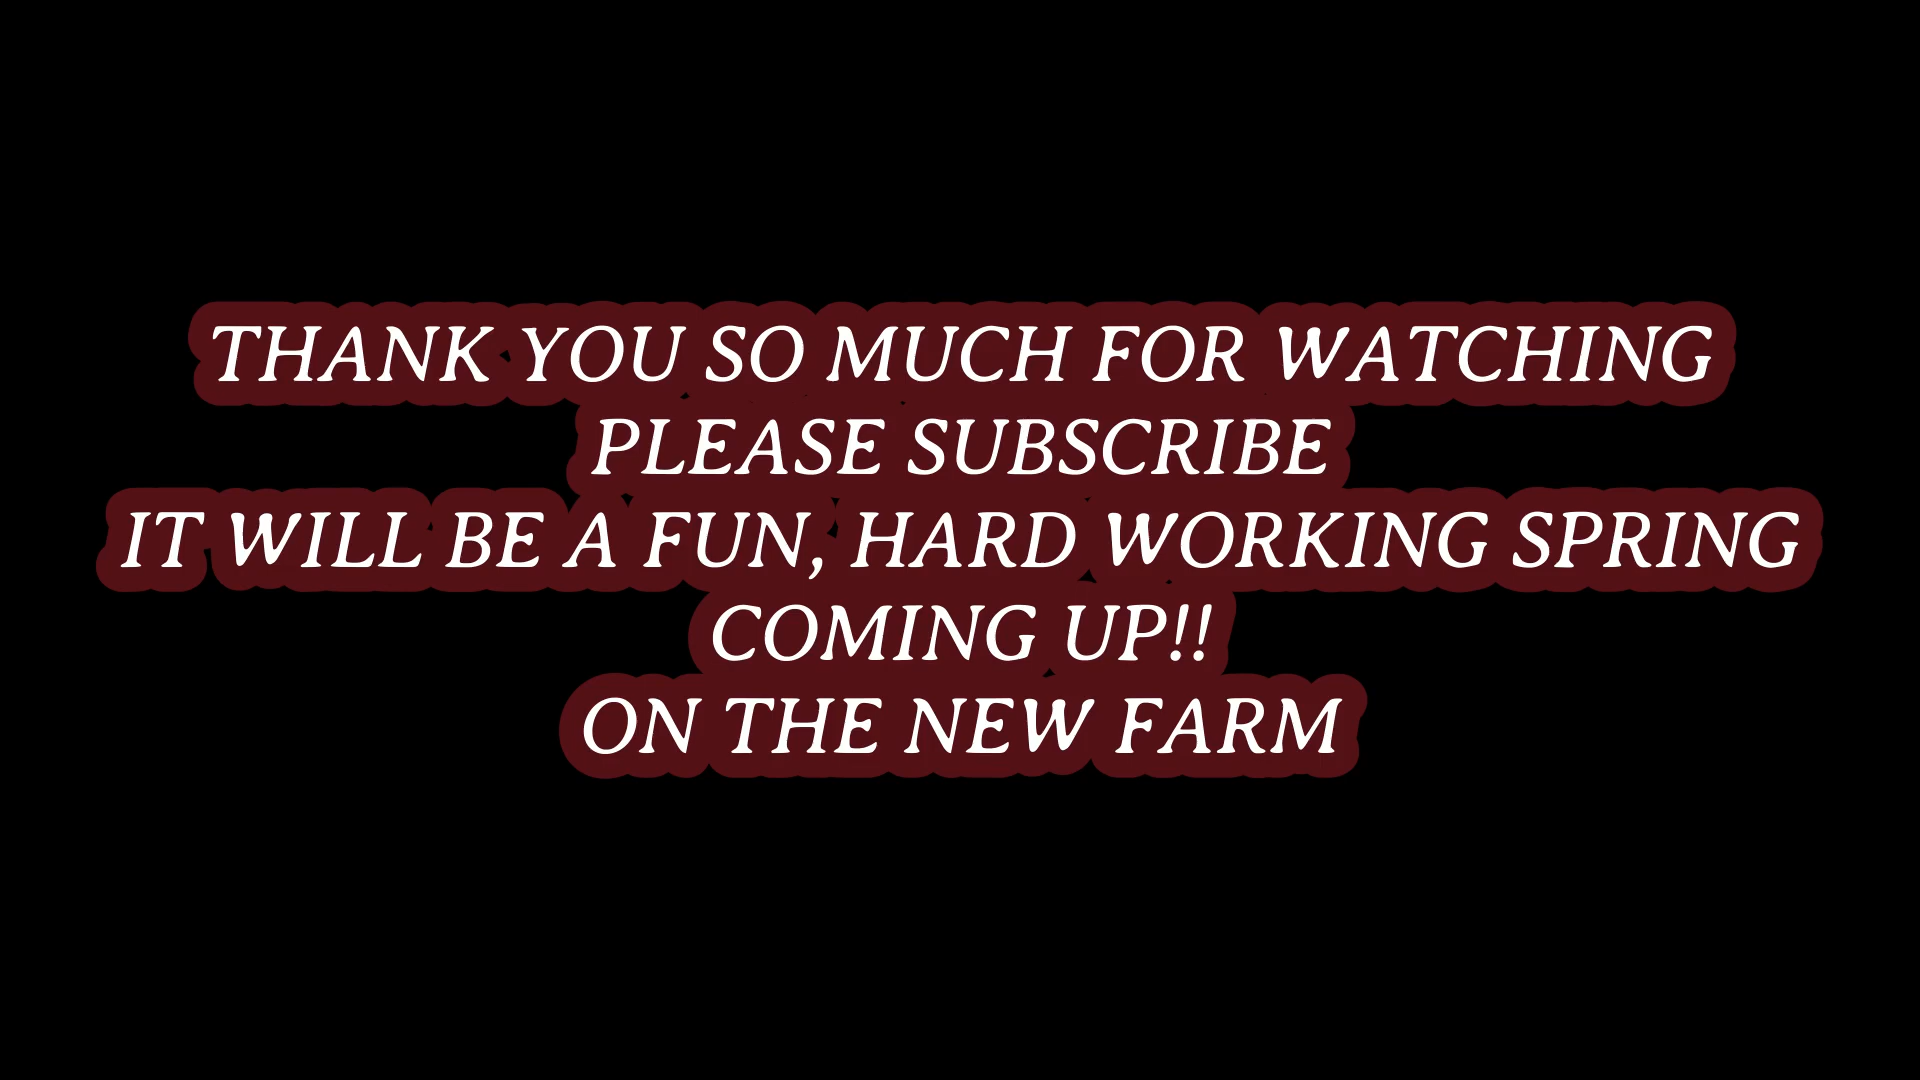 THANK YOU SO MUCH FOR WATCHING
PLEASE SUBSCRIBE
IT WILL BE A FUN, HARD WORKING SPRING
COMING UP!!
ON THE NEW FARM